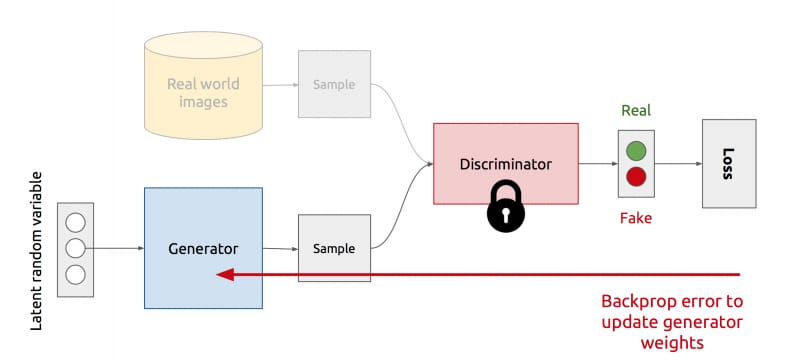 Real world
images
Sample
Real
Discriminator
Loss
Fake
Latent random variable
Generator
Sample
Backprop error to
update generator
weights